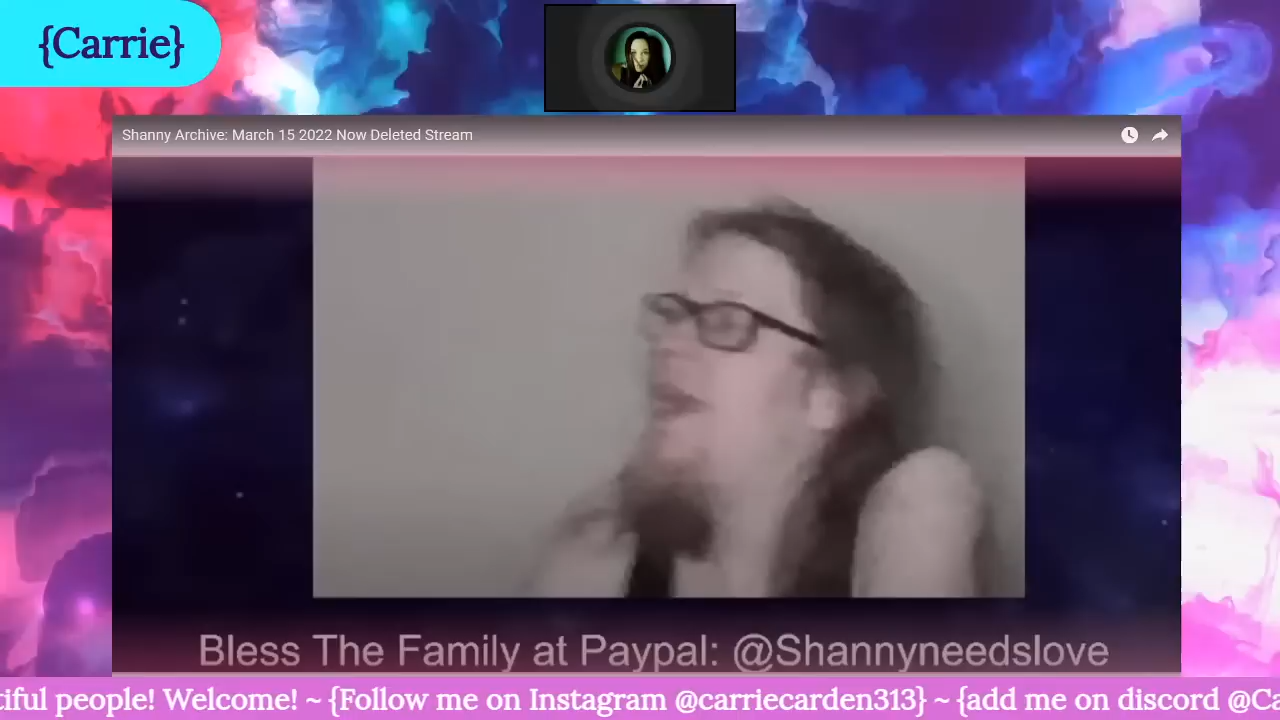 {Carrie}
Shanny Archive: March 15 2022 Now Deleted Stream
Bless The Family at Paypal: @Shannyneedslove
tiful people! Welcome! ~ {Follow me on Instagram @carriecarden313} ~ {add me on discord @Ca